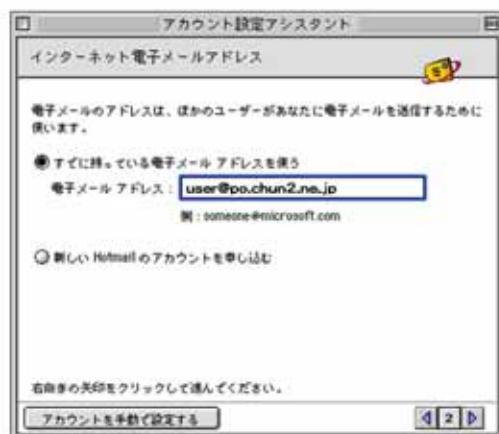 アカウント設定アシスタント
インターネット電子メールアドレス
電子メールのアドレスは、ほかのユーザーがあなたに電子メールを送信するために
使います。
すでに持っている電子メール アドレスを使う
電子メール アドレス： user@po.chun2.ne.jp
例：someone@microsoft.com
新しい Hotmail のアカウントを申し込む
右向きの矢印をクリックして進んでください。
アカウントを手動で設定する 2